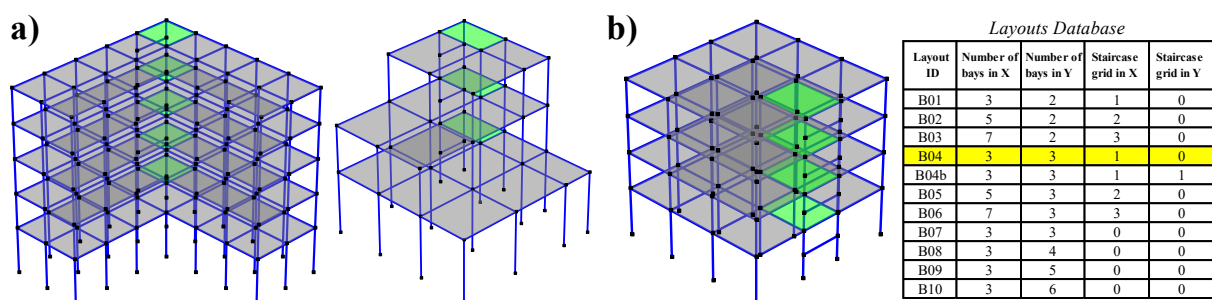 a)
b)
Layouts Database
Layout ID | Number of bays in X | Number of bays in Y | Staircase grid in X | Staircase grid in Y
B01 | 3 | 2 | 1 | 0
B02 | 5 | 2 | 2 | 0
B03 | 7 | 2 | 3 | 0
B04 | 3 | 3 | 1 | 0
B04b | 3 | 3 | 1 | 1
B05 | 5 | 3 | 2 | 0
B06 | 7 | 3 | 3 | 0
B07 | 3 | 3 | 0 | 0
B08 | 3 | 4 | 0 | 0
B09 | 3 | 5 | 0 | 0
B10 | 3 | 6 | 0 | 0